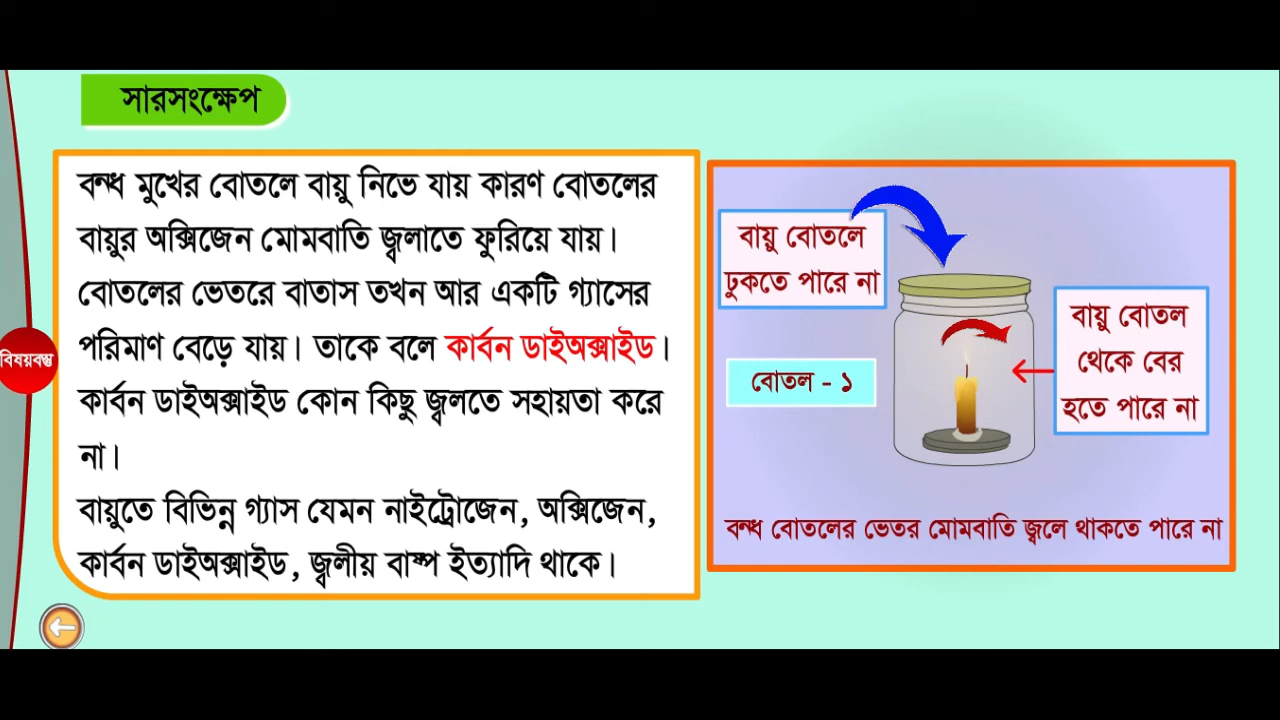 সারসংক্ষেপ
বন্ধ মুখের বোতলে বায়ু নিভে যায় কারণ বোতলের
বায়ুর অক্সিজেন মোমবাতি জ্বলাতে ফুরিয়ে যায়।
বোতলের ভেতরে বাতাস তখন আর একটি গ্যাসের
পরিমাণ বেড়ে যায়। তাকে বলে কার্বন ডাইঅক্সাইড।
কার্বন ডাইঅক্সাইড কোন কিছু জ্বলতে সহায়তা করে
না।
বায়ুতে বিভিন্ন গ্যাস যেমন নাইট্রোজেন, অক্সিজেন,
কার্বন ডাইঅক্সাইড, জ্বলীয় বাষ্প ইত্যাদি থাকে।
বিষয়বস্তু
বায়ু বোতলে
ঢুকতে পারে না
বোতল - ১
বায়ু বোতল
থেকে বের
হতে পারে না
বন্ধ বোতলের ভেতর মোমবাতি জ্বলে থাকতে পারে না